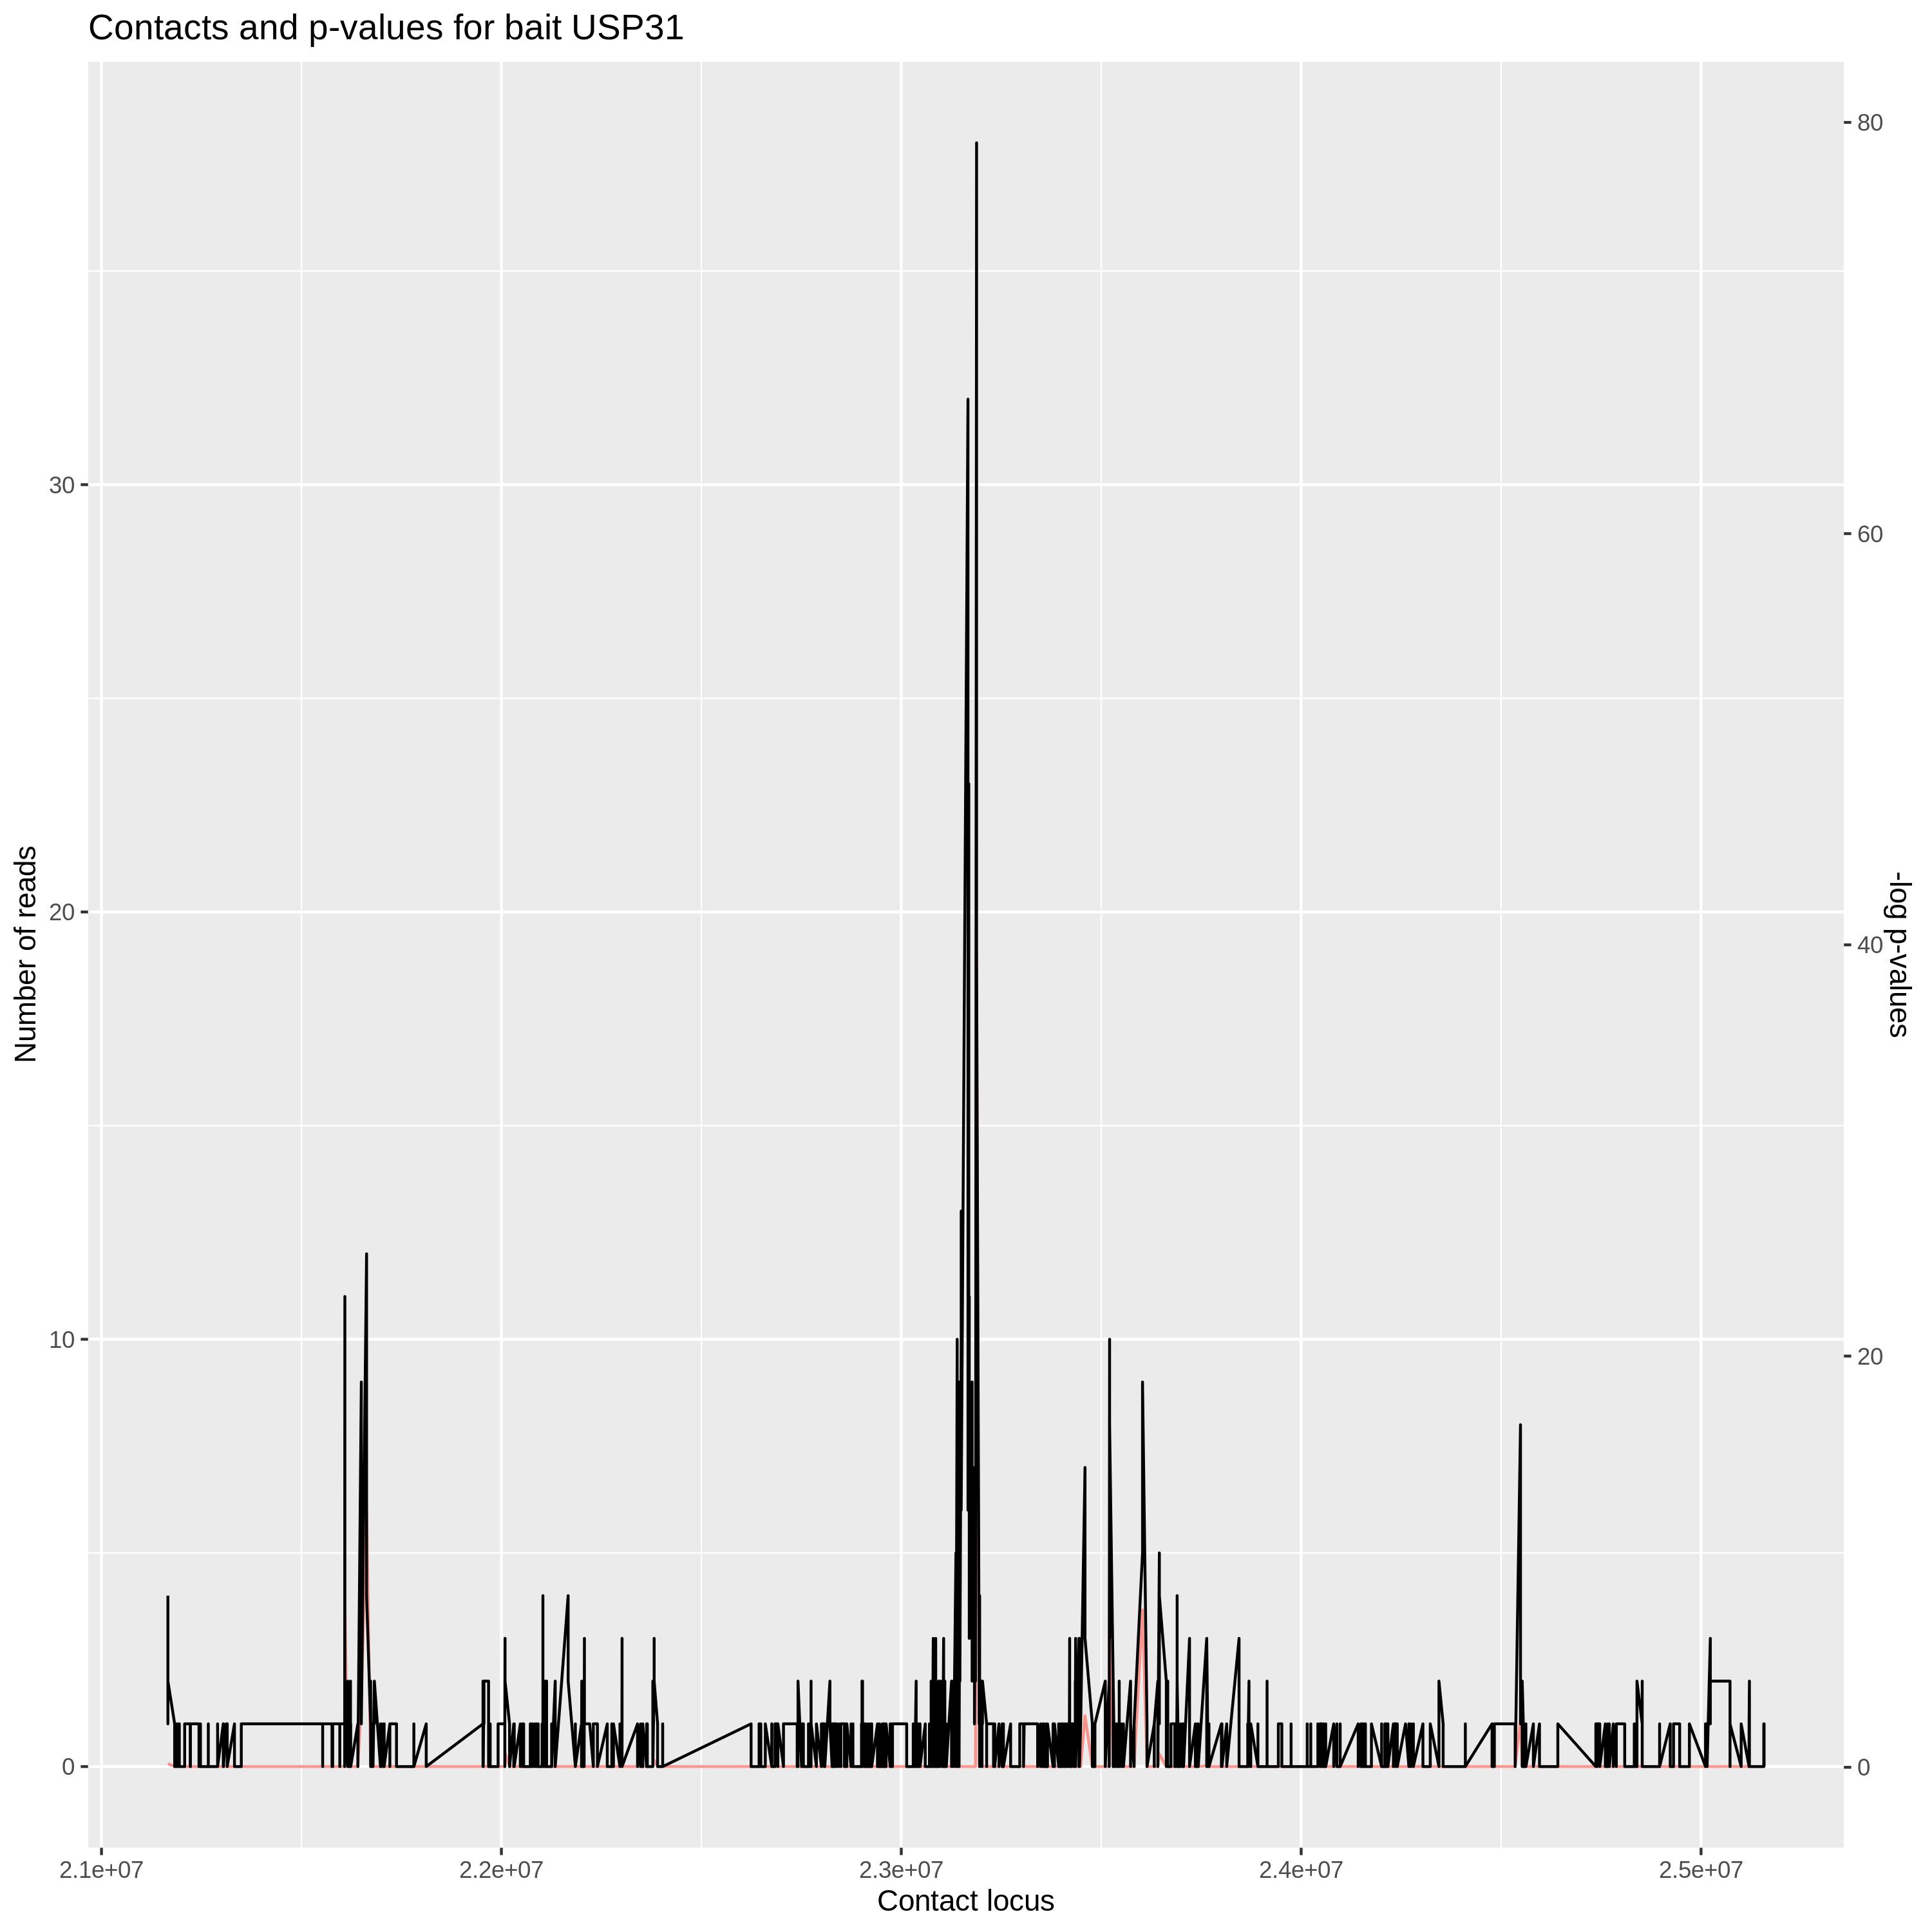 Contacts and p-values for bait USP31
80
60
40
20
0
30
20
10
0
Number of reads
-log p-values
2.1e+07
2.2e+07
2.3e+07
2.4e+07
2.5e+07
Contact locus